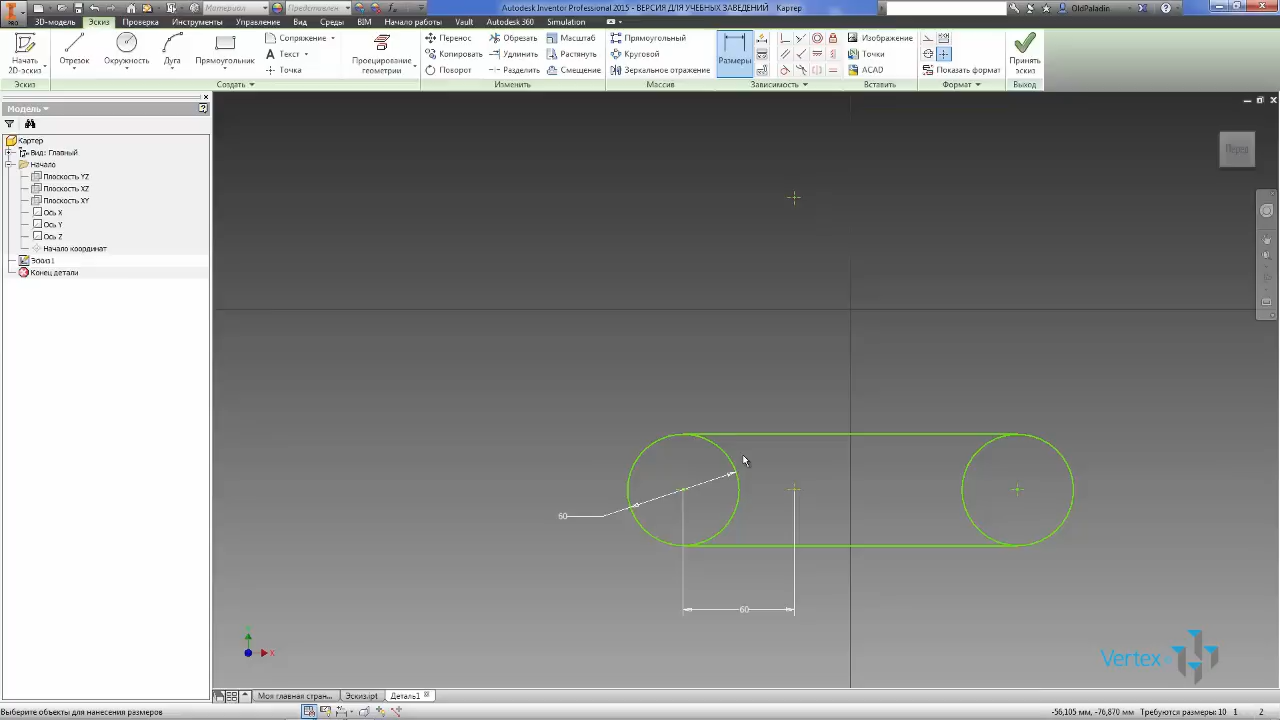 Материал
Представлен
Autodesk Inventor Professional 2015 - ВЕРСИЯ ДЛЯ УЧЕБНЫХ ЗАВЕДЕНИЙ   Картер
OldPaladin
PRO
3D-модель Эскиз Проверка Инструменты Управление Вид Среды BIM Начало работы Vault Autodesk 360 Simulation
Начать
2D-эскиз
Отрезок
Окружность
Дуга
Прямоугольник
Сопряжение
Текст
Точка
Проецирование
геометрии
Перенос
Копировать
Поворот
Обрезать
Удлинить
Разделить
Масштаб
Растянуть
Смещение
Прямоугольный
Круговой
Зеркальное отражение
Размеры
Изображение
Точки
ACAD
Показать формат
Принять
эскиз
Эскиз Создать Изменить Массив Зависимость Вставить Формат Выход
Модель
Картер
Вид: Главный
Начало
Плоскость YZ
Плоскость XZ
Плоскость XY
Ось X
Ось Y
Ось Z
Начало координат
Эскиз1
Конец детали
Перед
60
60
X
Vertex
Моя главная стран... Эскиз.ipt Деталь1
Выберите объекты для нанесения размеров
-56,105 мм, -76,870 мм Требуются размеры: 10 1 2